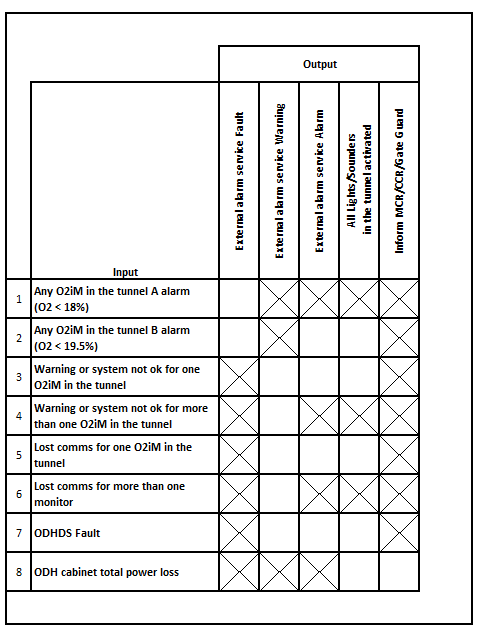 Output
External alarm service Fault
External alarm service Warning
External alarm service Alarm
All Lights/Sounders
in the tunnel activated
Inform MCR/CCR/Gate Guard
Input
1
Any O2iM in the tunnel A alarm
(O2 < 18%)
2
Any O2iM in the tunnel B alarm
(O2 < 19.5%)
3
Warning or system not ok for one
O2iM in the tunnel
4
Warning or system not ok for more
than one O2iM in the tunnel
5
Lost comms for one O2iM in the
tunnel
6
Lost comms for more than one
monitor
7
ODHDS Fault
8
ODH cabinet total power loss